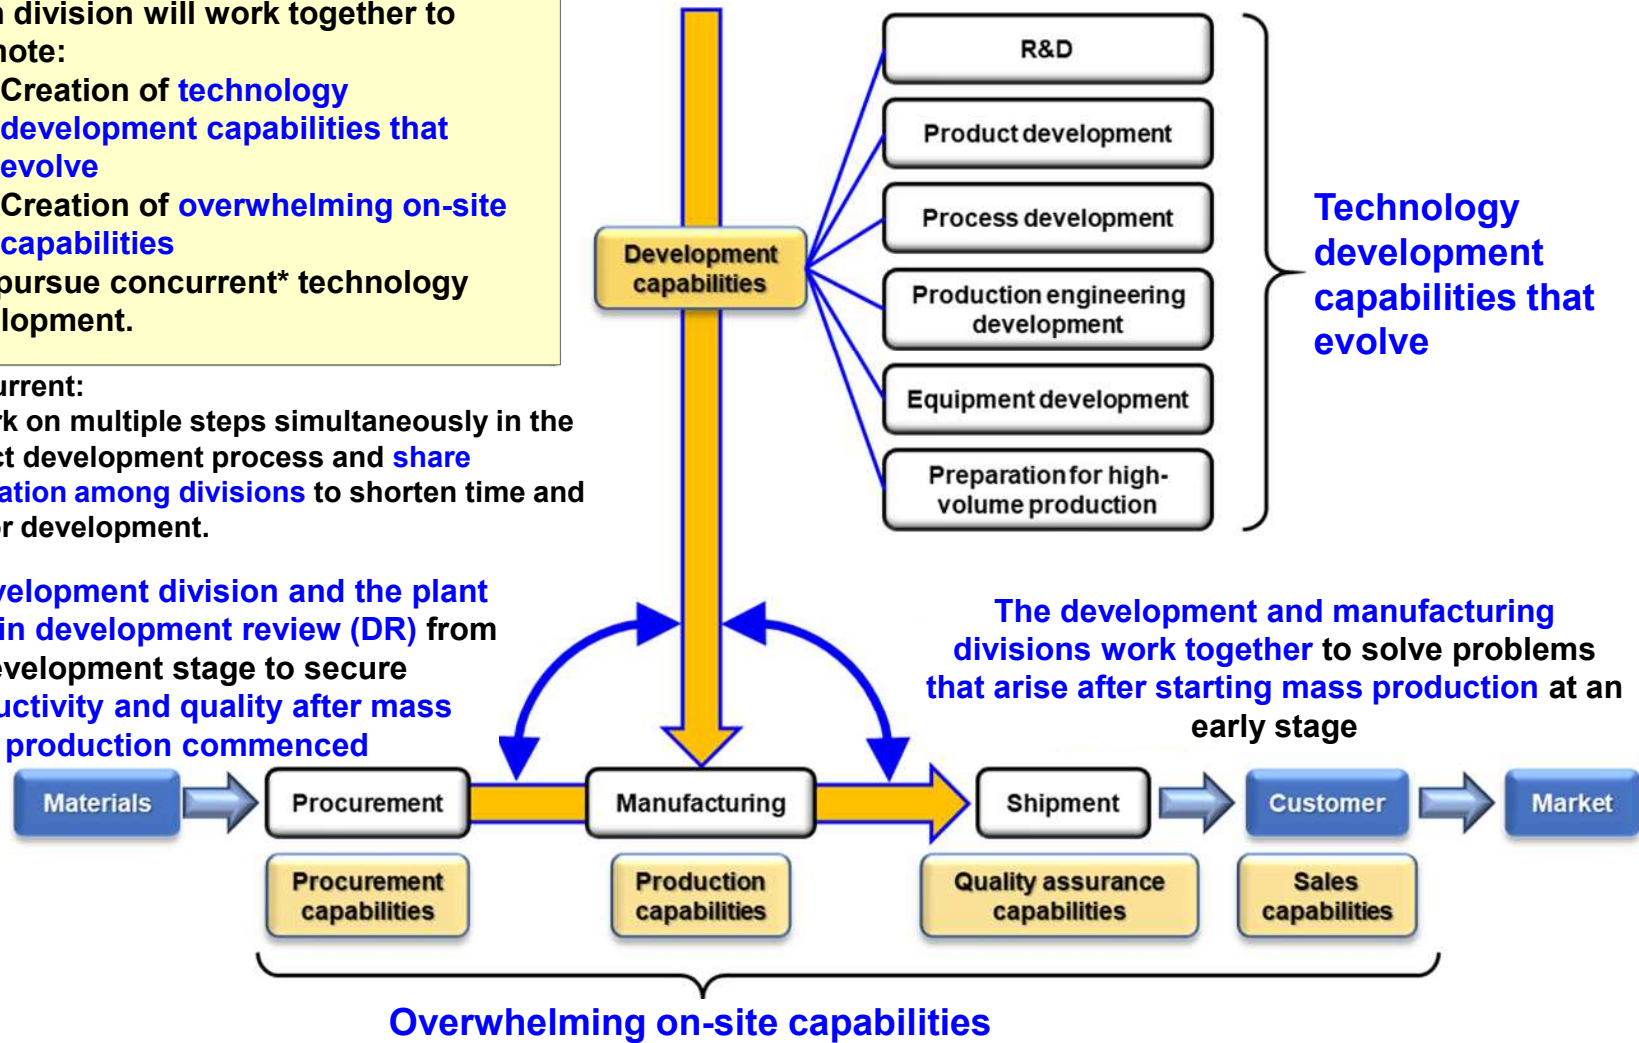 division will work together to
note:
Creation of technology
development capabilities that
evolve
Creation of overwhelming on-site
capabilities
pursue concurrent* technology
lopment.
urrent:
rk on multiple steps simultaneously in the
ct development process and share
ation among divisions to shorten time and
or development.
velopment division and the plant
in development review (DR) from
evelopment stage to secure
uctivity and quality after mass
production commenced
Development
capabilities
R&D
Product development
Process development
Production engineering
development
Equipment development
Preparation for high-
volume production
Technology
development
capabilities that
evolve
The development and manufacturing
divisions work together to solve problems
that arise after starting mass production at an
early stage
Materials
Procurement
Manufacturing
Shipment
Customer
Market
Procurement
capabilities
Production
capabilities
Quality assurance
capabilities
Sales
capabilities
Overwhelming on-site capabilities